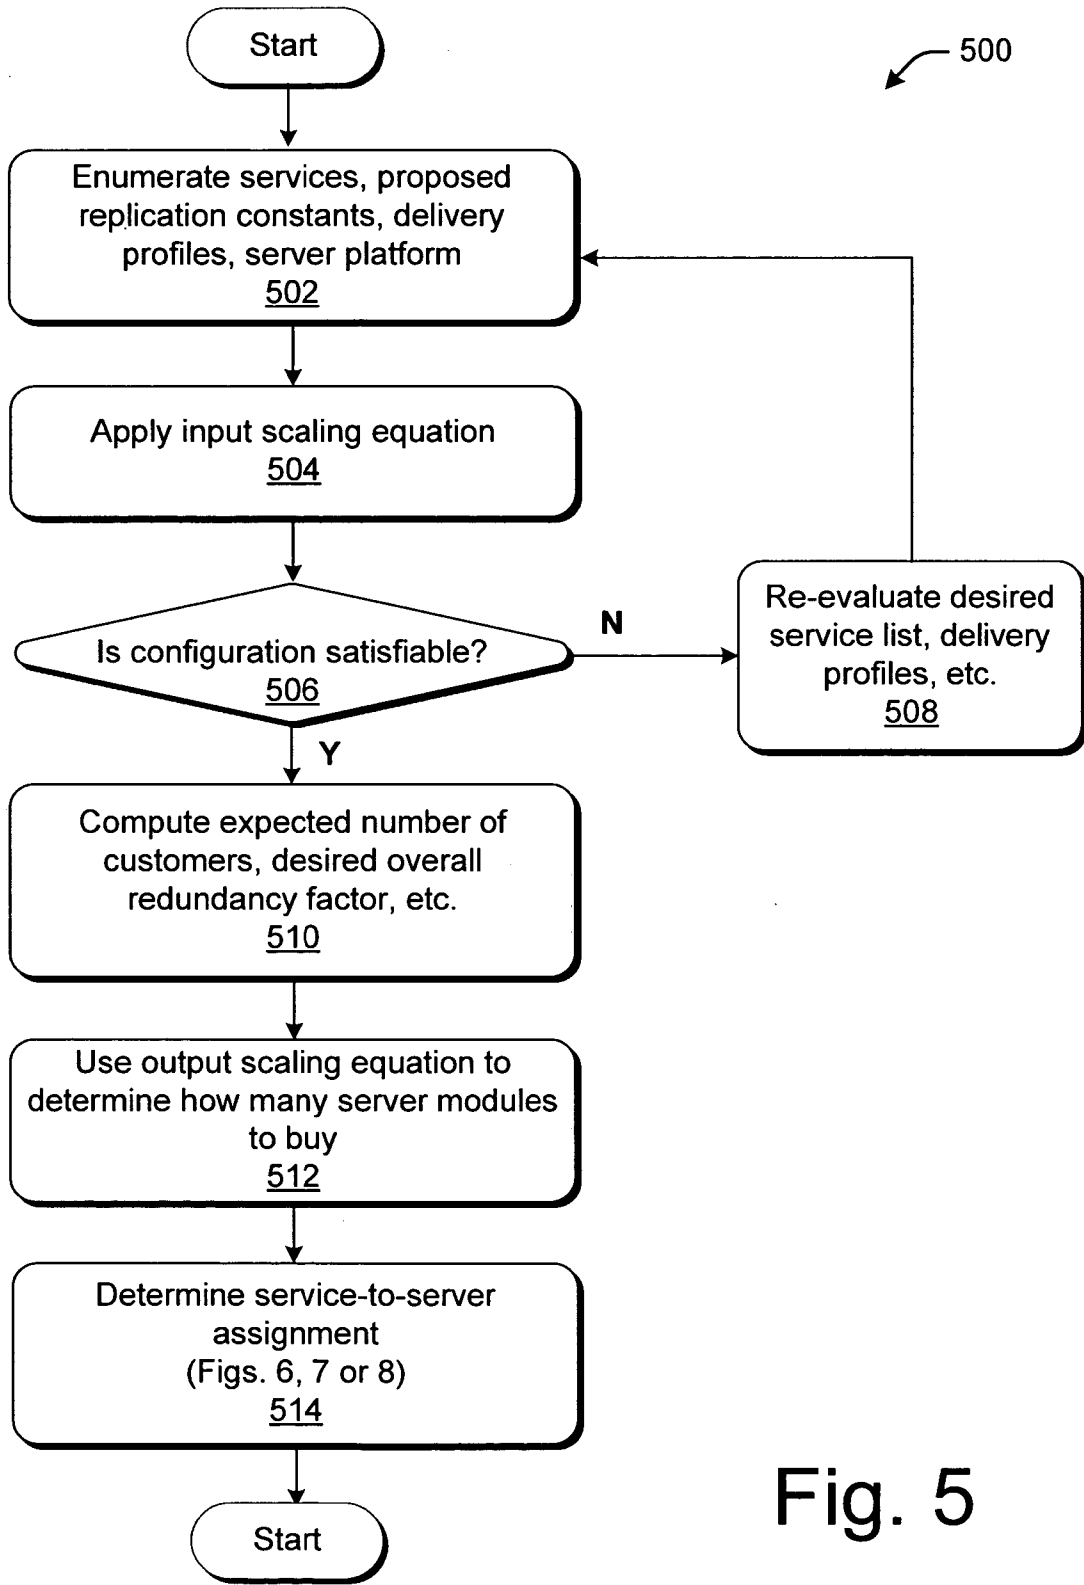 Start
500
Enumerate services, proposed
replication constants, delivery
profiles, server platform
502
Apply input scaling equation
504
Is configuration satisfiable?
506
N
Re-evaluate desired
service list, delivery
profiles, etc.
508
Y
Compute expected number of
customers, desired overall
redundancy factor, etc.
510
Use output scaling equation to
determine how many server modules
to buy
512
Determine service-to-server
assignment
(Figs. 6, 7 or 8)
514
Start
Fig. 5